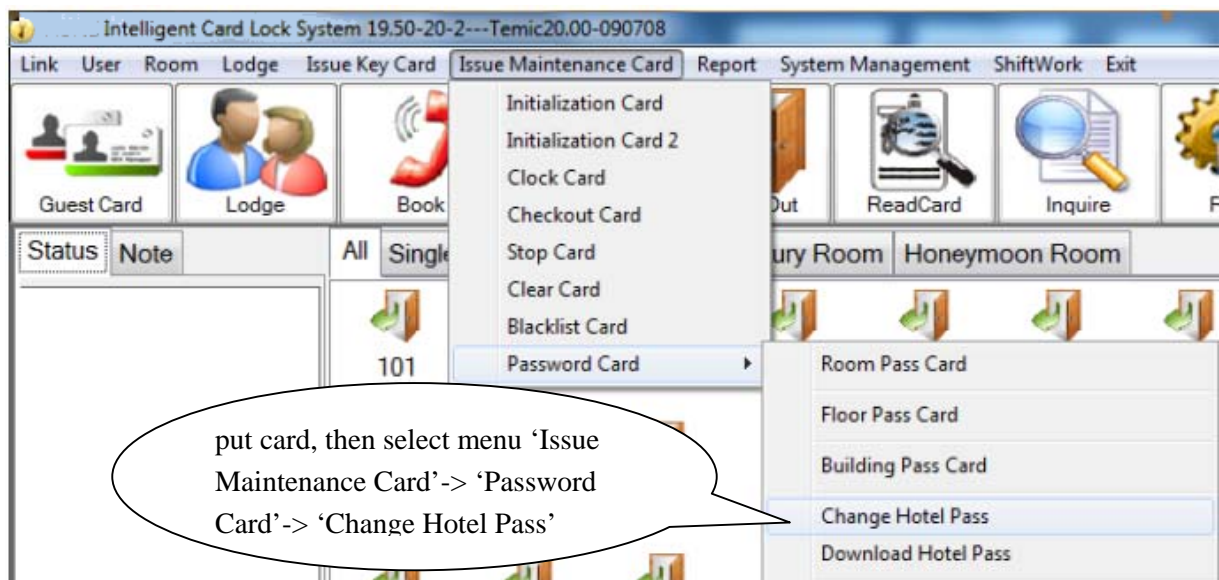 Intelligent Card Lock System 19.50-20-2---Temic20.00-090708
Link User Room Lodge Issue Key Card Issue Maintenance Card Report System Management ShiftWork Exit
Initialization Card
Initialization Card 2
Clock Card
Checkout Card
Stop Card
Clear Card
Blacklist Card
Password Card
Guest Card Lodge Book Out ReadCard Inquire
Status Note
All Single ury Room Honeymoon Room
101
Room Pass Card
Floor Pass Card
Building Pass Card
Change Hotel Pass
Download Hotel Pass
put card, then select menu ‘Issue
Maintenance Card’-> ‘Password
Card’-> ‘Change Hotel Pass’